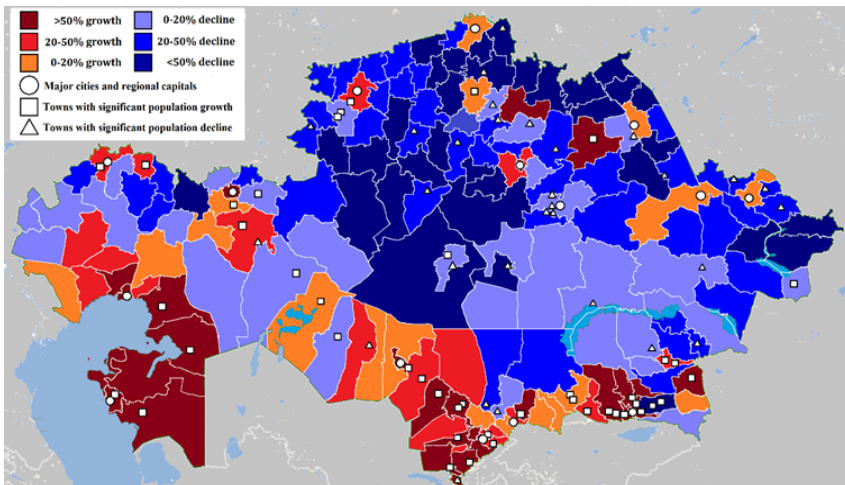 >50% growth
0-20% decline
20-50% growth
20-50% decline
0-20% growth
<50% decline
Major cities and regional capitals
Towns with significant population growth
Towns with significant population decline